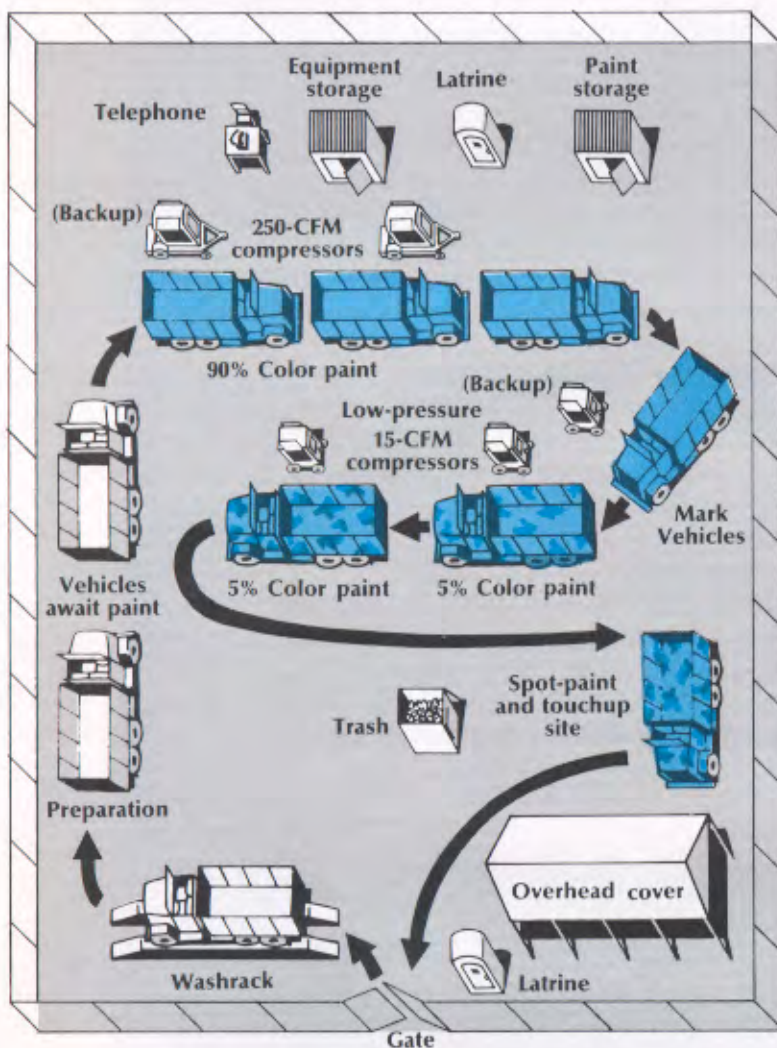 Equipment
storage
Latrine
Paint
storage
Telephone
(Backup)
250-CFM
compressors
90% Color paint
(Backup)
Low-pressure
15-CFM
compressors
Mark
Vehicles
Vehicles
await paint
5% Color paint
5% Color paint
Spot-paint
and touchup
site
Trash
Preparation
Overhead cover
Washrack
Latrine
Gate